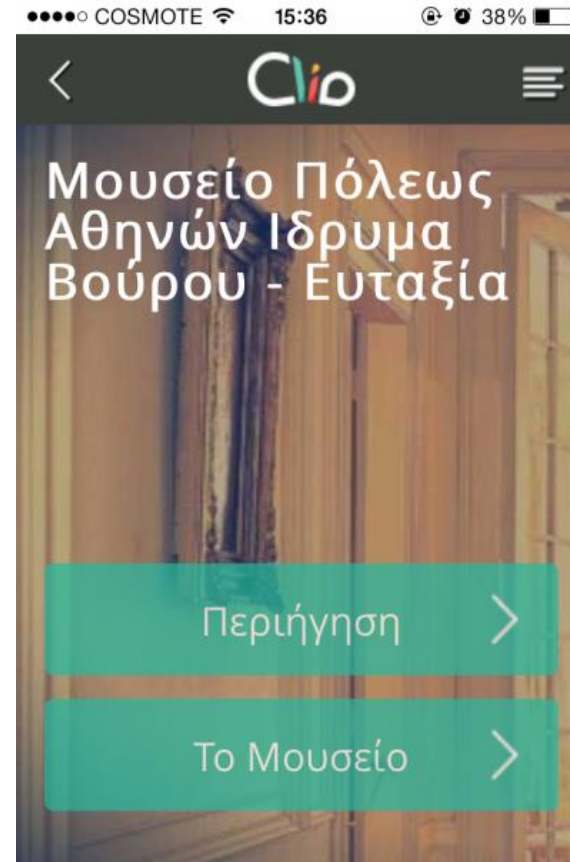 COSMOTE 15:36 38%
Clio
Μουσείο Πόλεως
Αθηνών Ιδρυμα
Βούρου - Ευταξία
Περιήγηση
Το Μουσείο